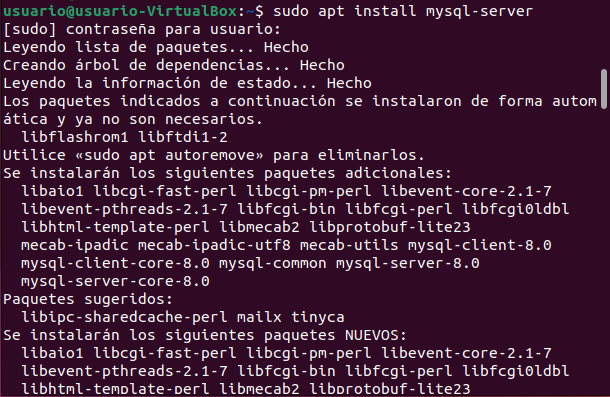 usuario@usuario-VirtualBox:~$ sudo apt install mysql-server
[sudo] contraseña para usuario:
Leyendo lista de paquetes... Hecho
Creando árbol de dependencias... Hecho
Leyendo la información de estado... Hecho
Los paquetes indicados a continuación se instalaron de forma autom
ática y ya no son necesarios.
  libflashrom1 libftdi1-2
Utilice «sudo apt autoremove» para eliminarlos.
Se instalarán los siguientes paquetes adicionales:
  libaio1 libcgi-fast-perl libcgi-pm-perl libevent-core-2.1-7
  libevent-pthreads-2.1-7 libfcgi-bin libfcgi-perl libfcgi0ldbl
  libhtml-template-perl libmecab2 libprotobuf-lite23
  mecab-ipadic mecab-ipadic-utf8 mecab-utils mysql-client-8.0
  mysql-client-core-8.0 mysql-common mysql-server-8.0
  mysql-server-core-8.0
Paquetes sugeridos:
  libipc-sharedcache-perl mailx tinyca
Se instalarán los siguientes paquetes NUEVOS:
  libaio1 libcgi-fast-perl libcgi-pm-perl libevent-core-2.1-7
  libevent-pthreads-2.1-7 libfcgi-bin libfcgi-perl libfcgi0ldbl
  libhtml-template-perl libmecab2 libprotobuf-lite23